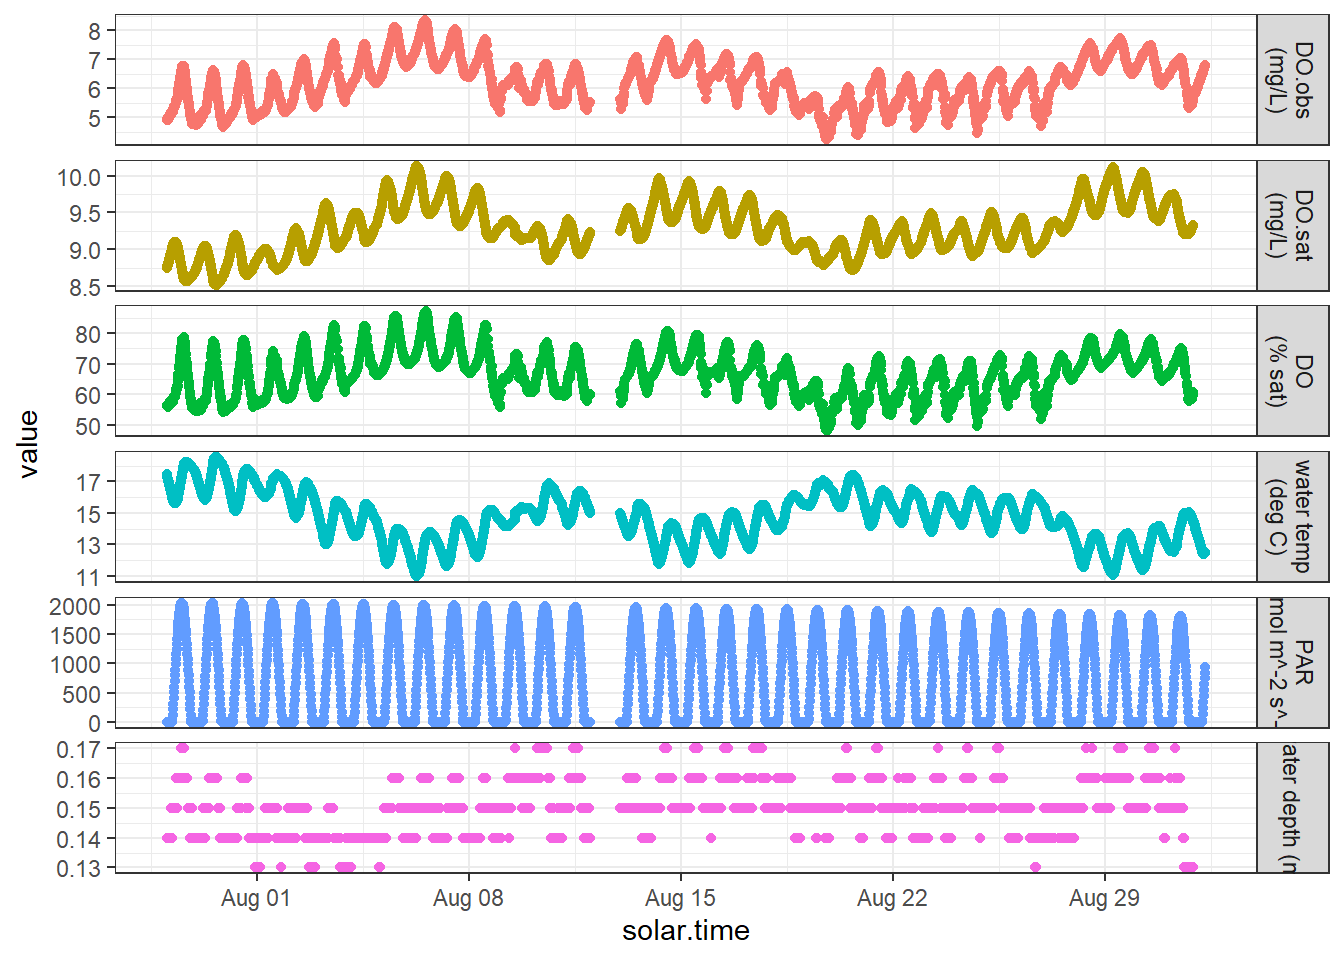 8
7
6
5
DO.obs
(mg/L)
10.0
9.5
9.0
8.5
DO.sat
(mg/L)
80
70
60
50
DO
(% sat)
17
15
13
11
water temp
(deg C)
2000
1500
1000
500
0
PAR
mol m^-2 s^-
0.17
0.16
0.15
0.14
0.13
ater depth (
value
Aug 01
Aug 08
Aug 15
Aug 22
Aug 29
solar.time